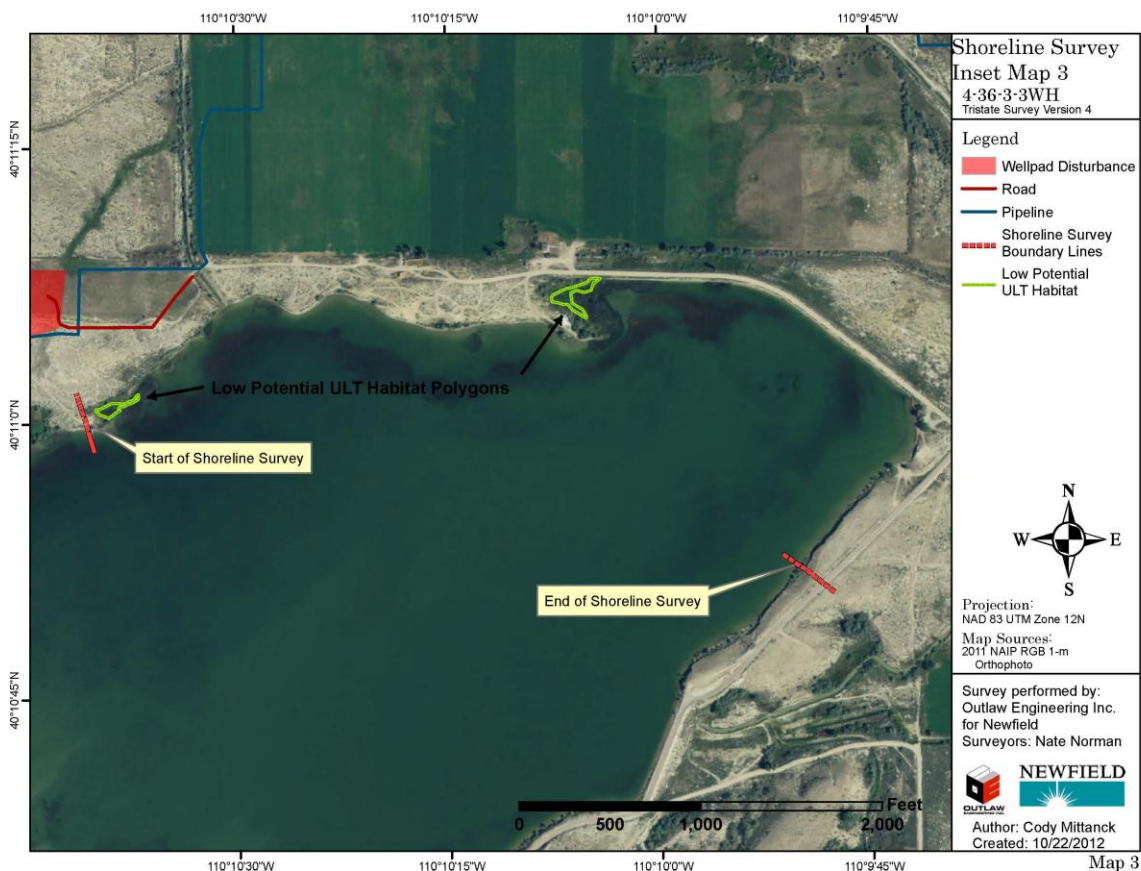 110°10'30"W
110°10'15"W
110°10'0"W
110°9'45"W
40°11'15"N
40°11'0"N
40°10'45"N
Low Potential ULT Habitat Polygons
Start of Shoreline Survey
End of Shoreline Survey
Feet
0
500
1,000
2,000
110°10'30"W
110°10'15"W
110°10'0"W
110°9'45"W
Shoreline Survey
Inset Map 3
4-36-3-3WH
Tristate Survey Version 4
Legend
Wellpad Disturbance
Road
Pipeline
Shoreline Survey
Boundary Lines
Low Potential
ULT Habitat
N
W
E
S
Projection:
NAD 83 UTM Zone 12N
Map Sources:
2011 NAIP RGB 1-m
Orthophoto
Survey performed by:
Outlaw Engineering Inc.
for Newfield
Surveyors: Nate Norman
OUTLAW
ENGINEERING INC.
NEWFIELD
Author: Cody Mittanck
Created: 10/22/2012
Map 3